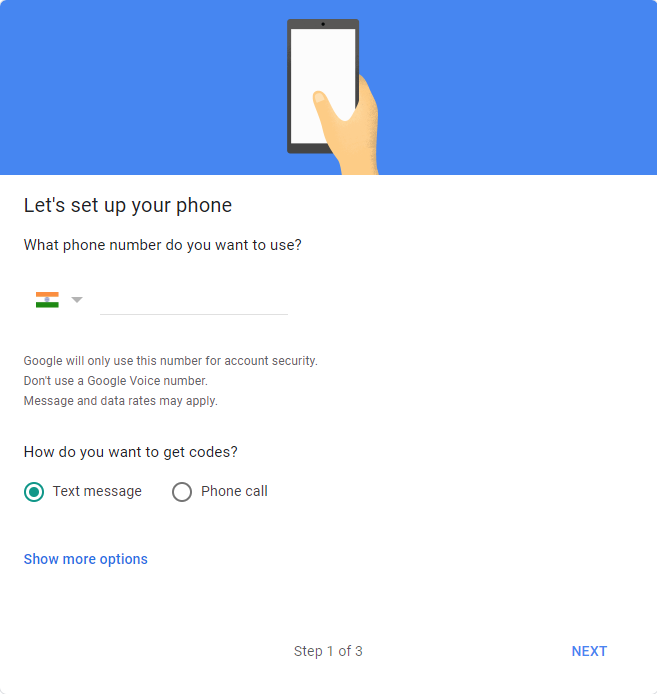 Let's set up your phone
What phone number do you want to use?
Google will only use this number for account security.
Don't use a Google Voice number.
Message and data rates may apply.
How do you want to get codes?
Text message Phone call
Show more options
Step 1 of 3 NEXT